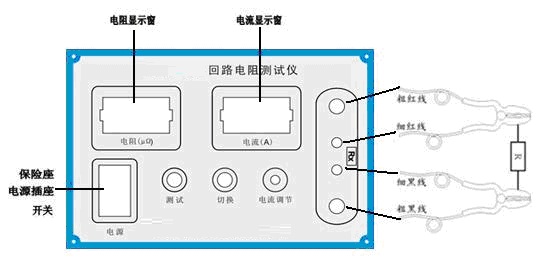 电阻显示窗
电流显示窗
回路电阻测试仪
电阻(μΩ)
电流(A)
粗红线
细红线
Rx
细黑线
粗黑线
R
保险座
电源插座
开关
测试
切换
电流调节
电源